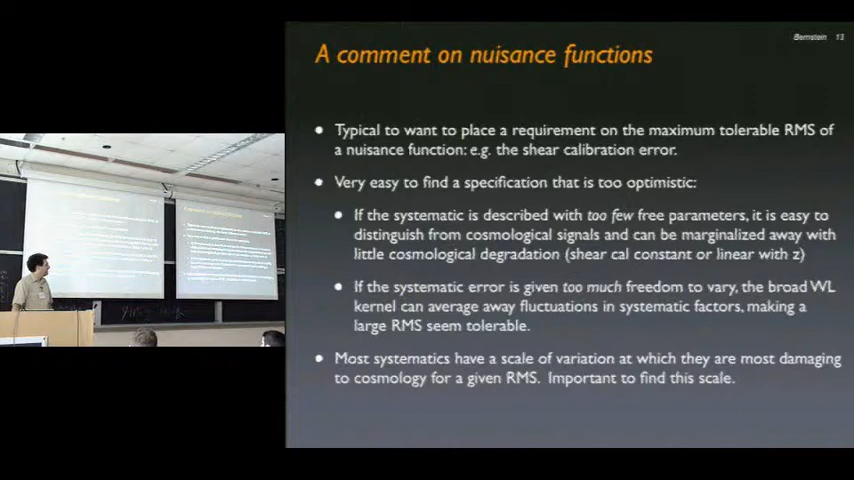 Bernstein 13
A comment on nuisance functions
• Typical to want to place a requirement on the maximum tolerable RMS of
a nuisance function: e.g. the shear calibration error.
• Very easy to find a specification that is too optimistic:
• If the systematic is described with too few free parameters, it is easy to
distinguish from cosmological signals and can be marginalized away with
little cosmological degradation (shear cal constant or linear with z)
• If the systematic error is given too much freedom to vary, the broad WL
kernel can average away fluctuations in systematic factors, making a
large RMS seem tolerable.
• Most systematics have a scale of variation at which they are most damaging
to cosmology for a given RMS. Important to find this scale.